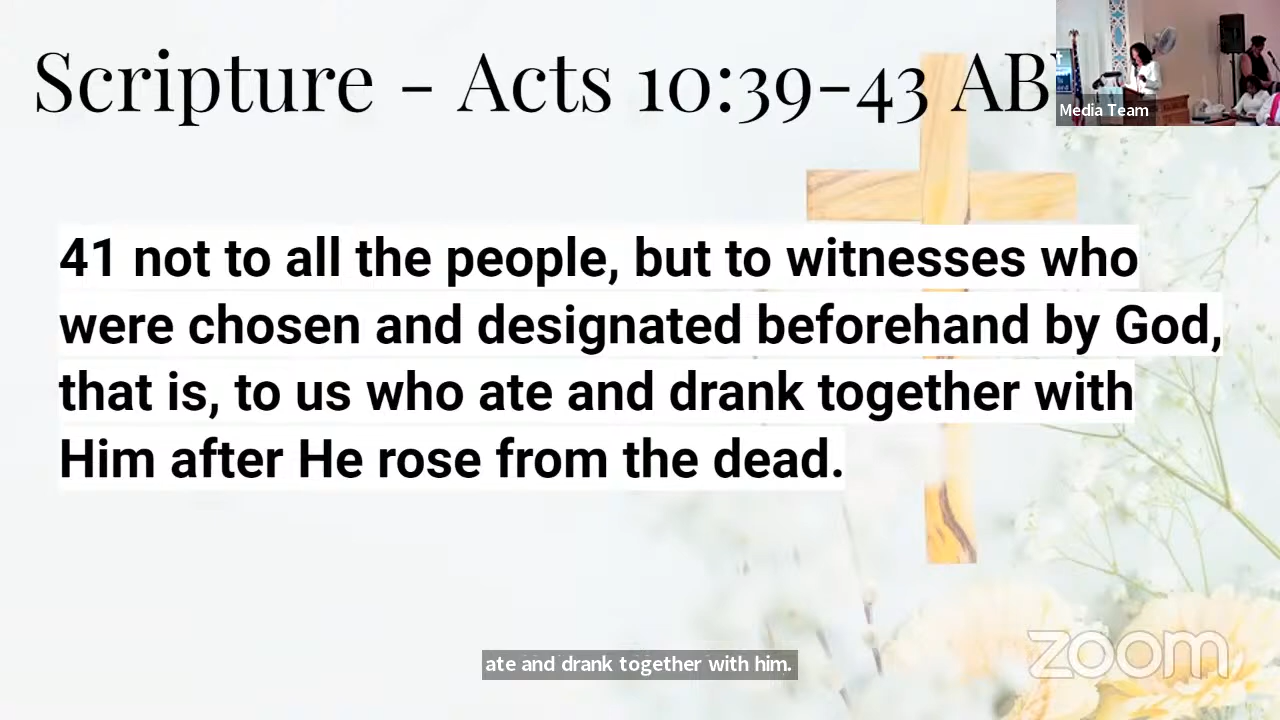 Scripture - Acts 10:39-43 AB
Media Team
41 not to all the people, but to witnesses who
were chosen and designated beforehand by God,
that is, to us who ate and drank together with
Him after He rose from the dead.
ate and drank together with him.
zoom